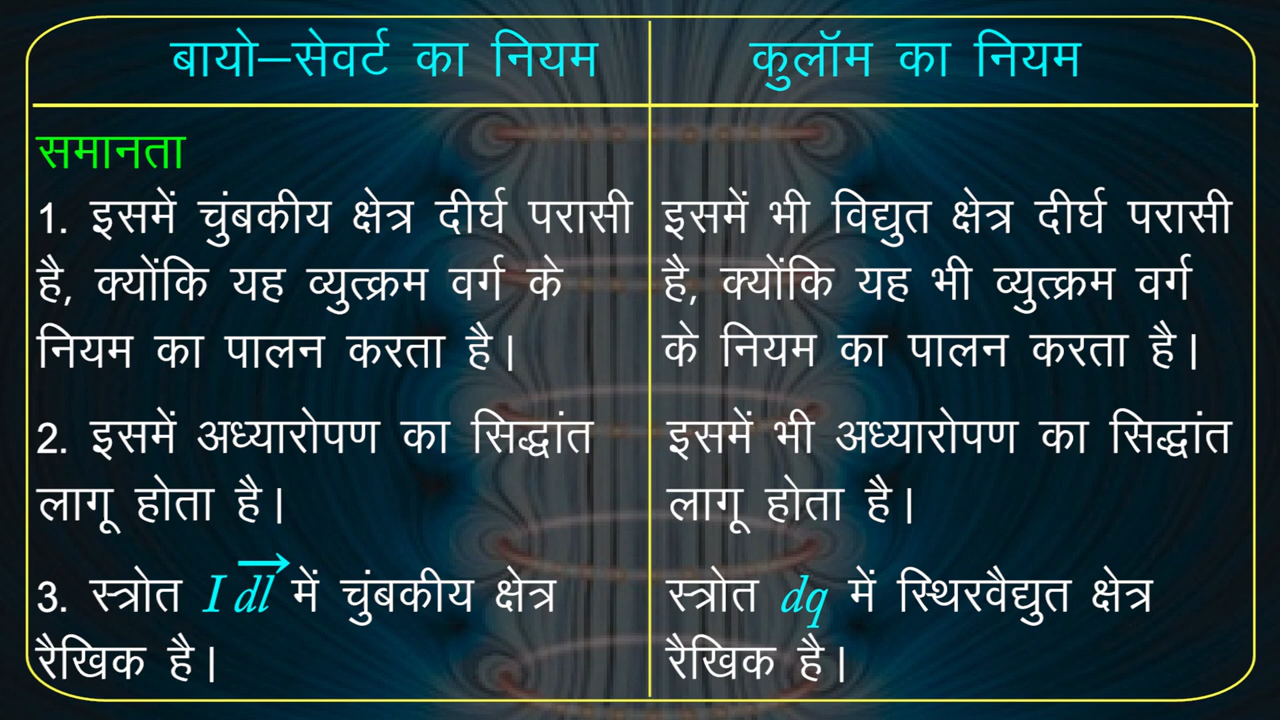 बायो–सेवर्ट का नियम
कुलॉम का नियम
समानता
1. इसमें चुंबकीय क्षेत्र दीर्घ परासी
है, क्योंकि यह व्युत्क्रम वर्ग के
नियम का पालन करता है।
इसमें भी विद्युत क्षेत्र दीर्घ परासी
है, क्योंकि यह भी व्युत्क्रम वर्ग
के नियम का पालन करता है।
2. इसमें अध्यारोपण का सिद्धांत
लागू होता है।
इसमें भी अध्यारोपण का सिद्धांत
लागू होता है।
3. स्त्रोत I dl→ में चुंबकीय क्षेत्र
रैखिक है।
स्त्रोत dq में स्थिरवैद्युत क्षेत्र
रैखिक है।